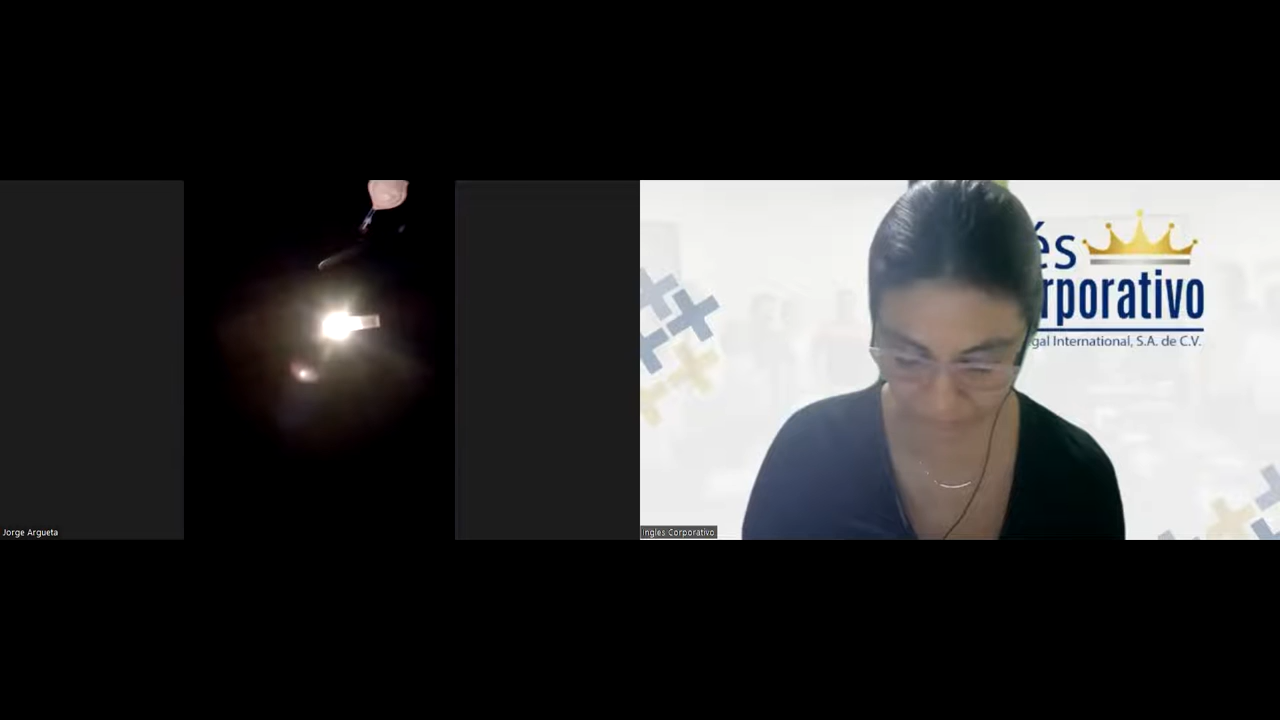 és
rporativo
gal International, S.A. de C.V.
Jorge Argueta
ingles Corporativo